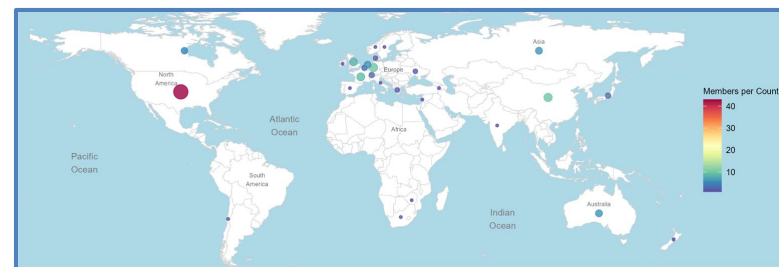 Asia
North
America
Europe
Members per Count
40
30
20
10
Atlantic
Ocean
Africa
Pacific
Ocean
South
America
Australia
Indian
Ocean